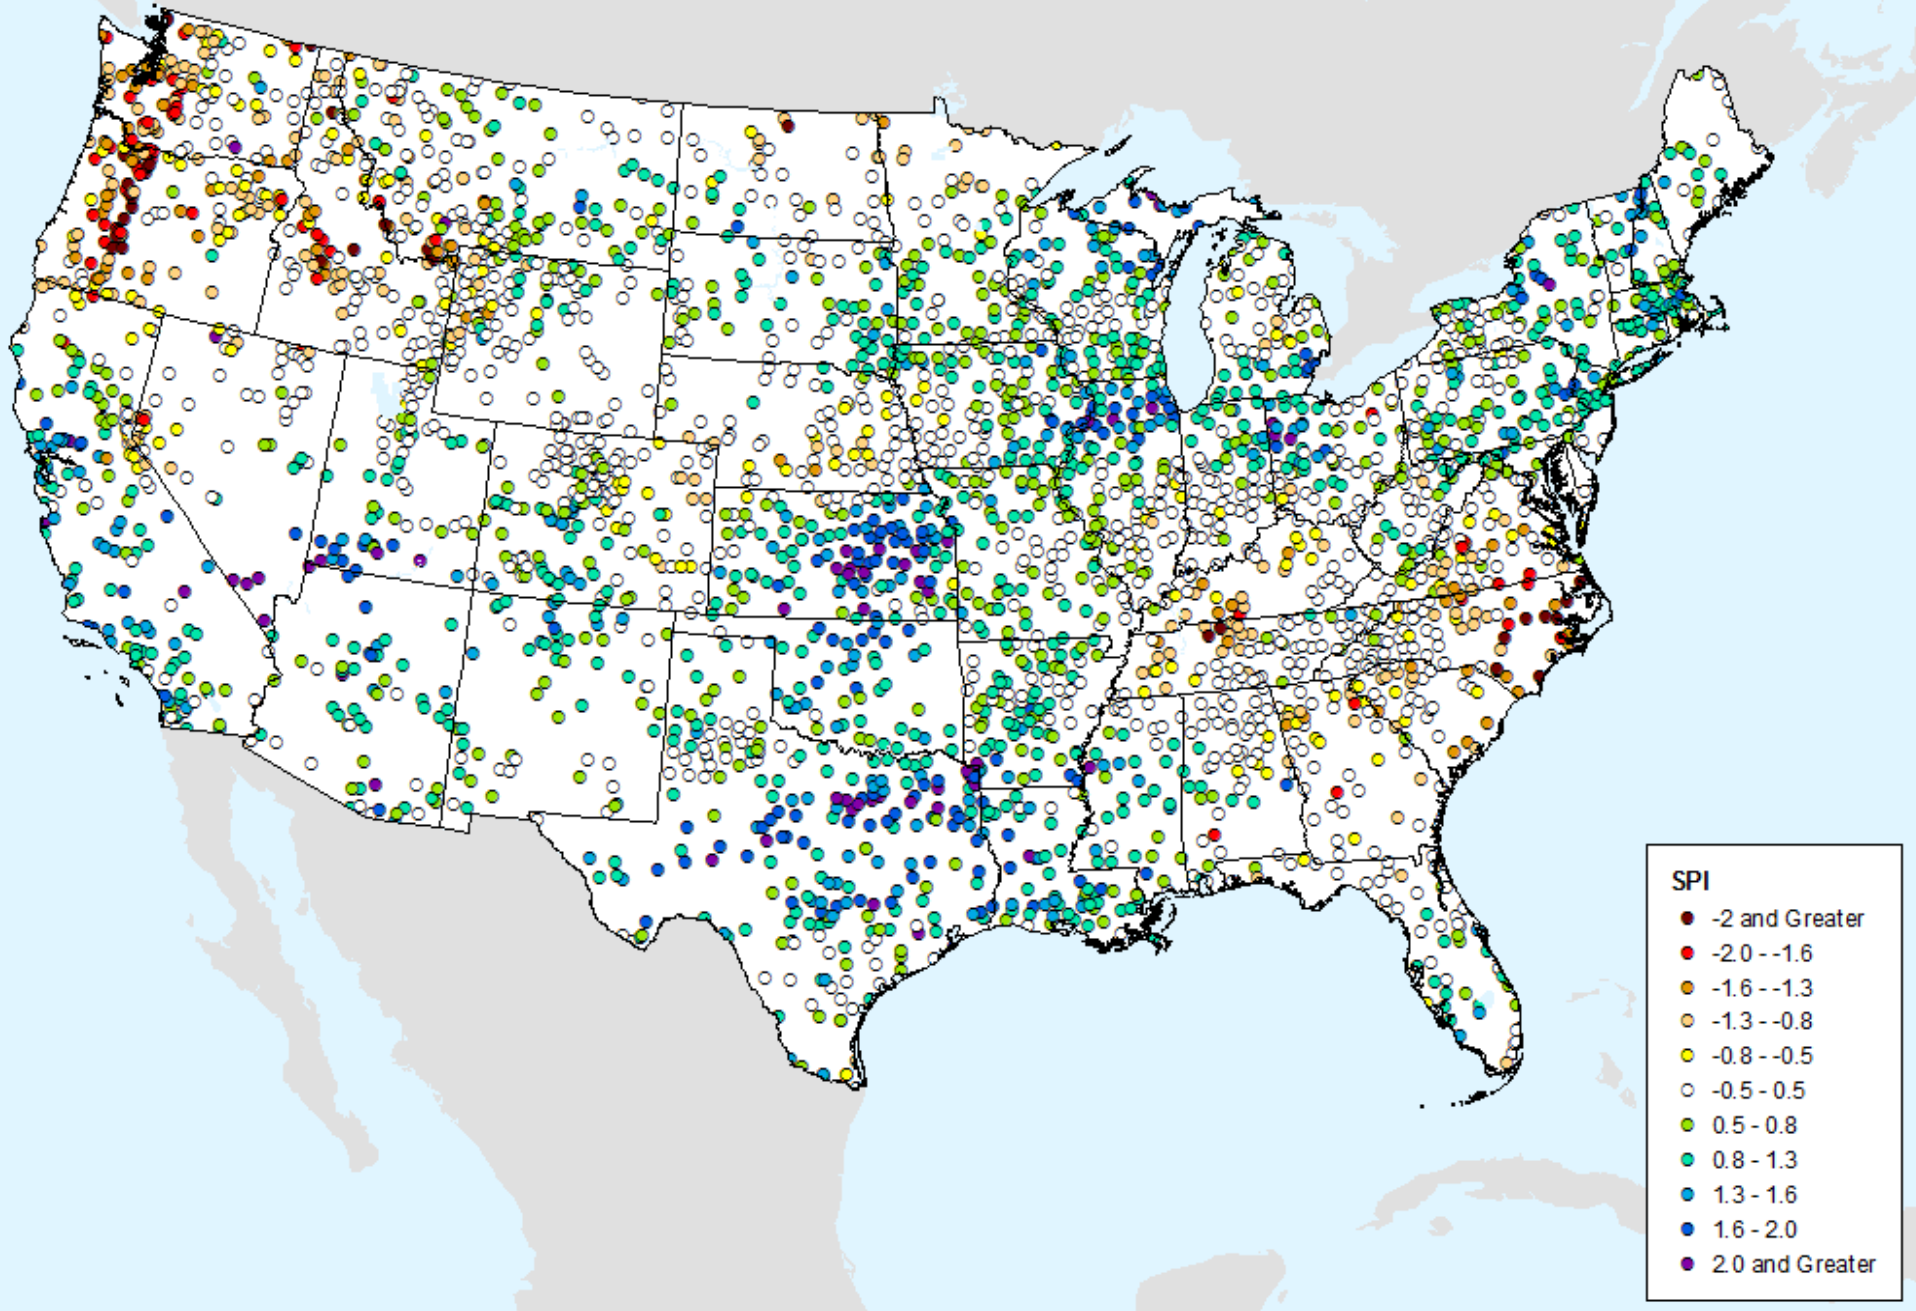 SPI
-2 and Greater
-2.0 - -1.6
-1.6 - -1.3
-1.3 - -0.8
-0.8 - -0.5
-0.5 - 0.5
0.5 - 0.8
0.8 - 1.3
1.3 - 1.6
1.6 - 2.0
2.0 and Greater